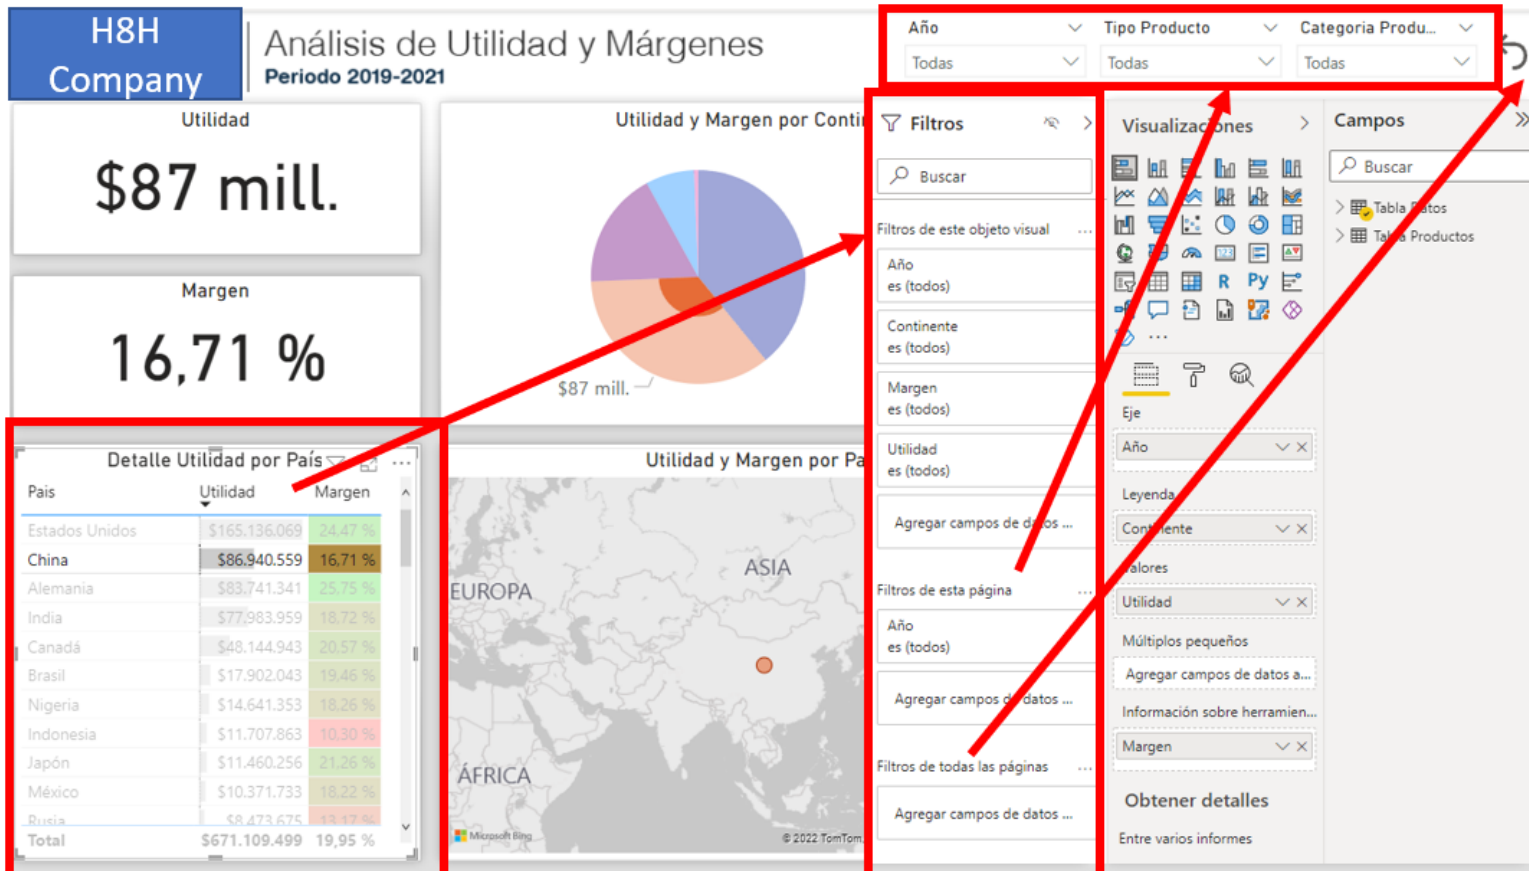 H8H
Company
Análisis de Utilidad y Márgenes
Periodo 2019-2021
Año
Tipo Producto
Categoria Produ...
Todas
Todas
Todas
Utilidad
$87 mill.
Margen
16,71 %
Utilidad y Margen por Conti
$87 mill.
Detalle Utilidad por País
Pais Utilidad Margen
Estados Unidos $165.136.069 24,47 %
China $86.940.559 16,71 %
Alemania $83.741.341 25,75 %
India $77.983.959 18,72 %
Canadá $48.144.943 20,57 %
Brasil $17.902.043 19,46 %
Nigeria $14.641.353 18,26 %
Indonesia $11.707.863 10,30 %
Japón $11.460.256 21,26 %
México $10.371.733 18,22 %
Rusia $8.473.675 13,17 %
Total $671.109.499 19,95 %
Utilidad y Margen por Pa
ASIA
EUROPA
ÁFRICA
Microsoft Bing
© 2022 TomTom,
Filtros
Buscar
Filtros de este objeto visual ...
Año
es (todos)
Continente
es (todos)
Margen
es (todos)
Utilidad
es (todos)
Agregar campos de datos ...
Filtros de esta página ...
Año
es (todos)
Agregar campos de datos ...
Filtros de todas las páginas ...
Agregar campos de datos ...
Visualizaciones
123
R Py
...
Eje
Año
Leyenda
Continente
Valores
Utilidad
Múltiplos pequeños
Agregar campos de datos a...
Información sobre herramien...
Margen
Obtener detalles
Entre varios informes
Campos
Buscar
Tabla Datos
Tabla Productos